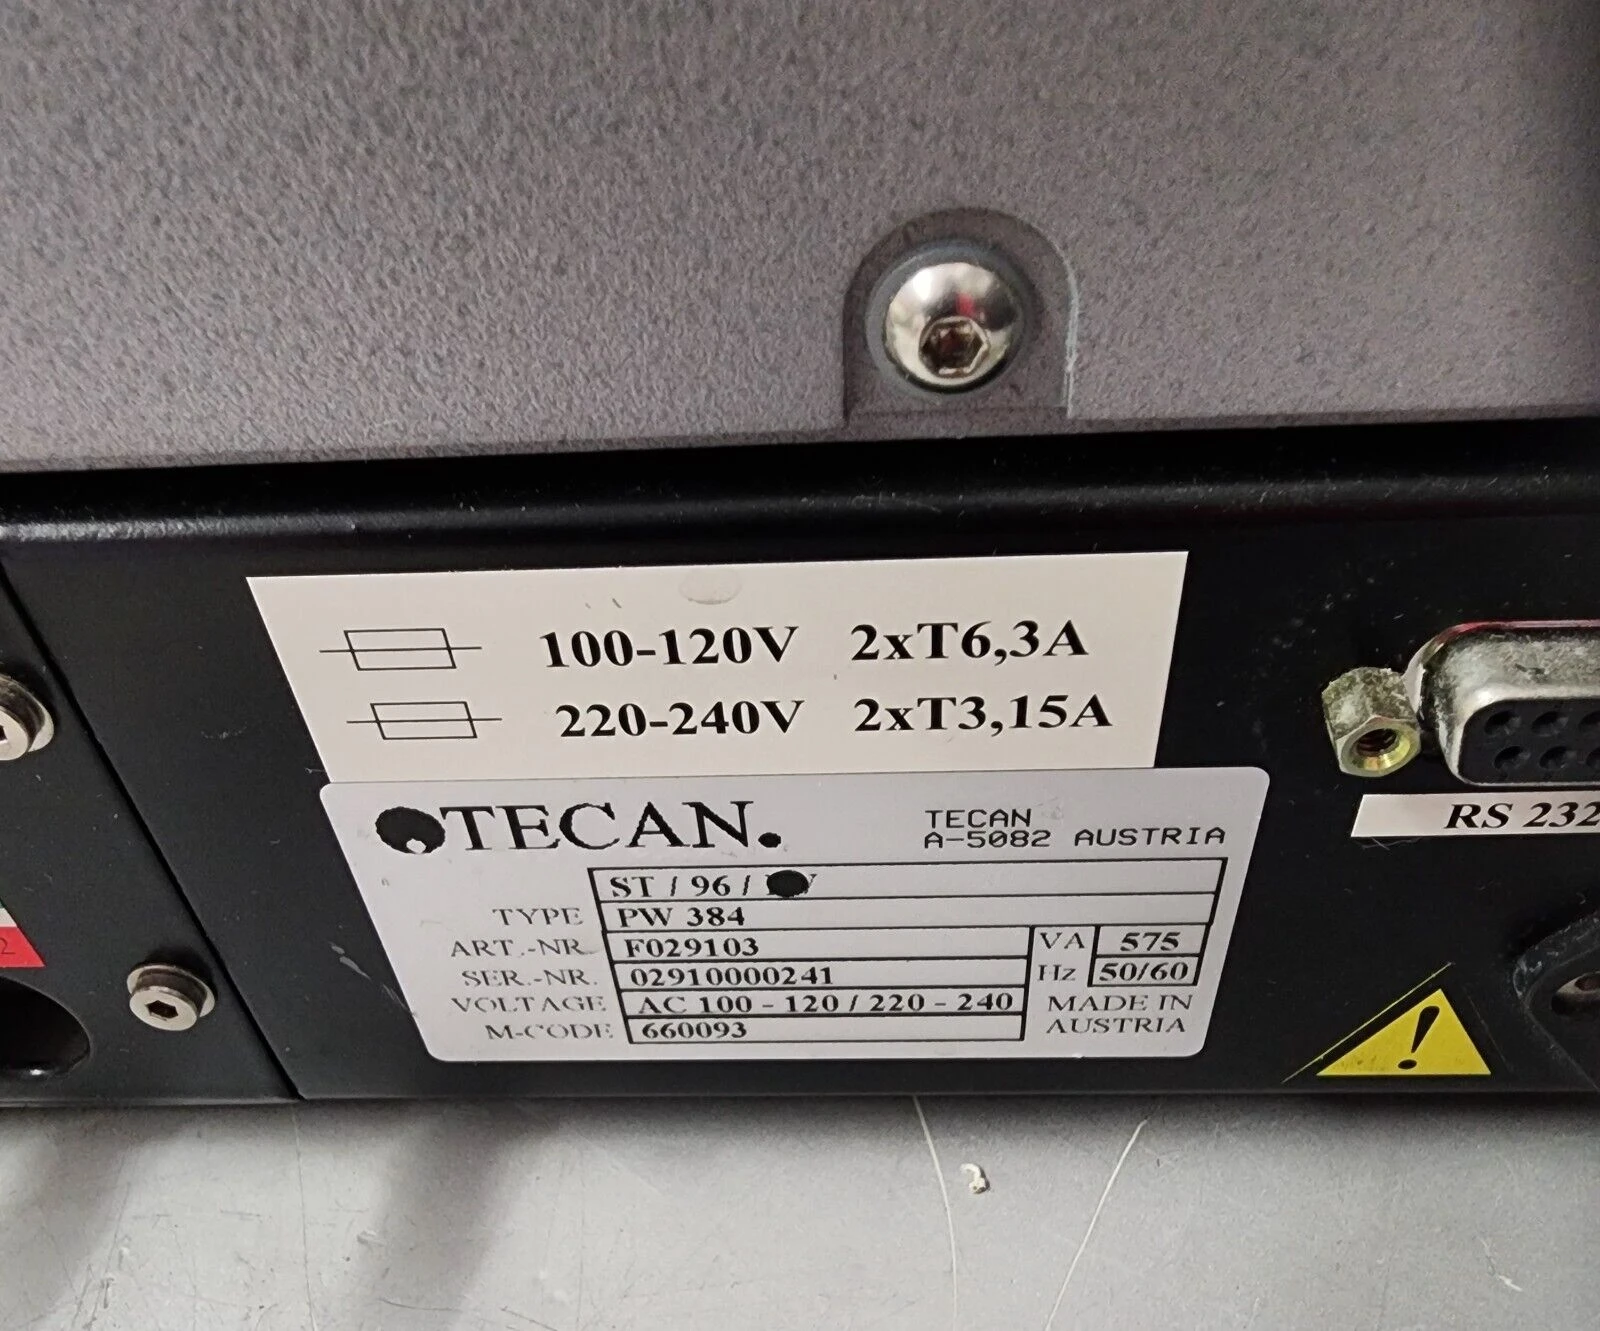 100-120V 2xT6,3A
220-240V 2xT3,15A
TECAN.
TECAN
A-5082 AUSTRIA
ST / 96 /
TYPE PW 384
ART.-NR. F029103 VA 575
SER.-NR. 02910000241 Hz 50/60
VOLTAGE AC 100 - 120 / 220 - 240 MADE IN
M-CODE 660093 AUSTRIA
RS 232
2